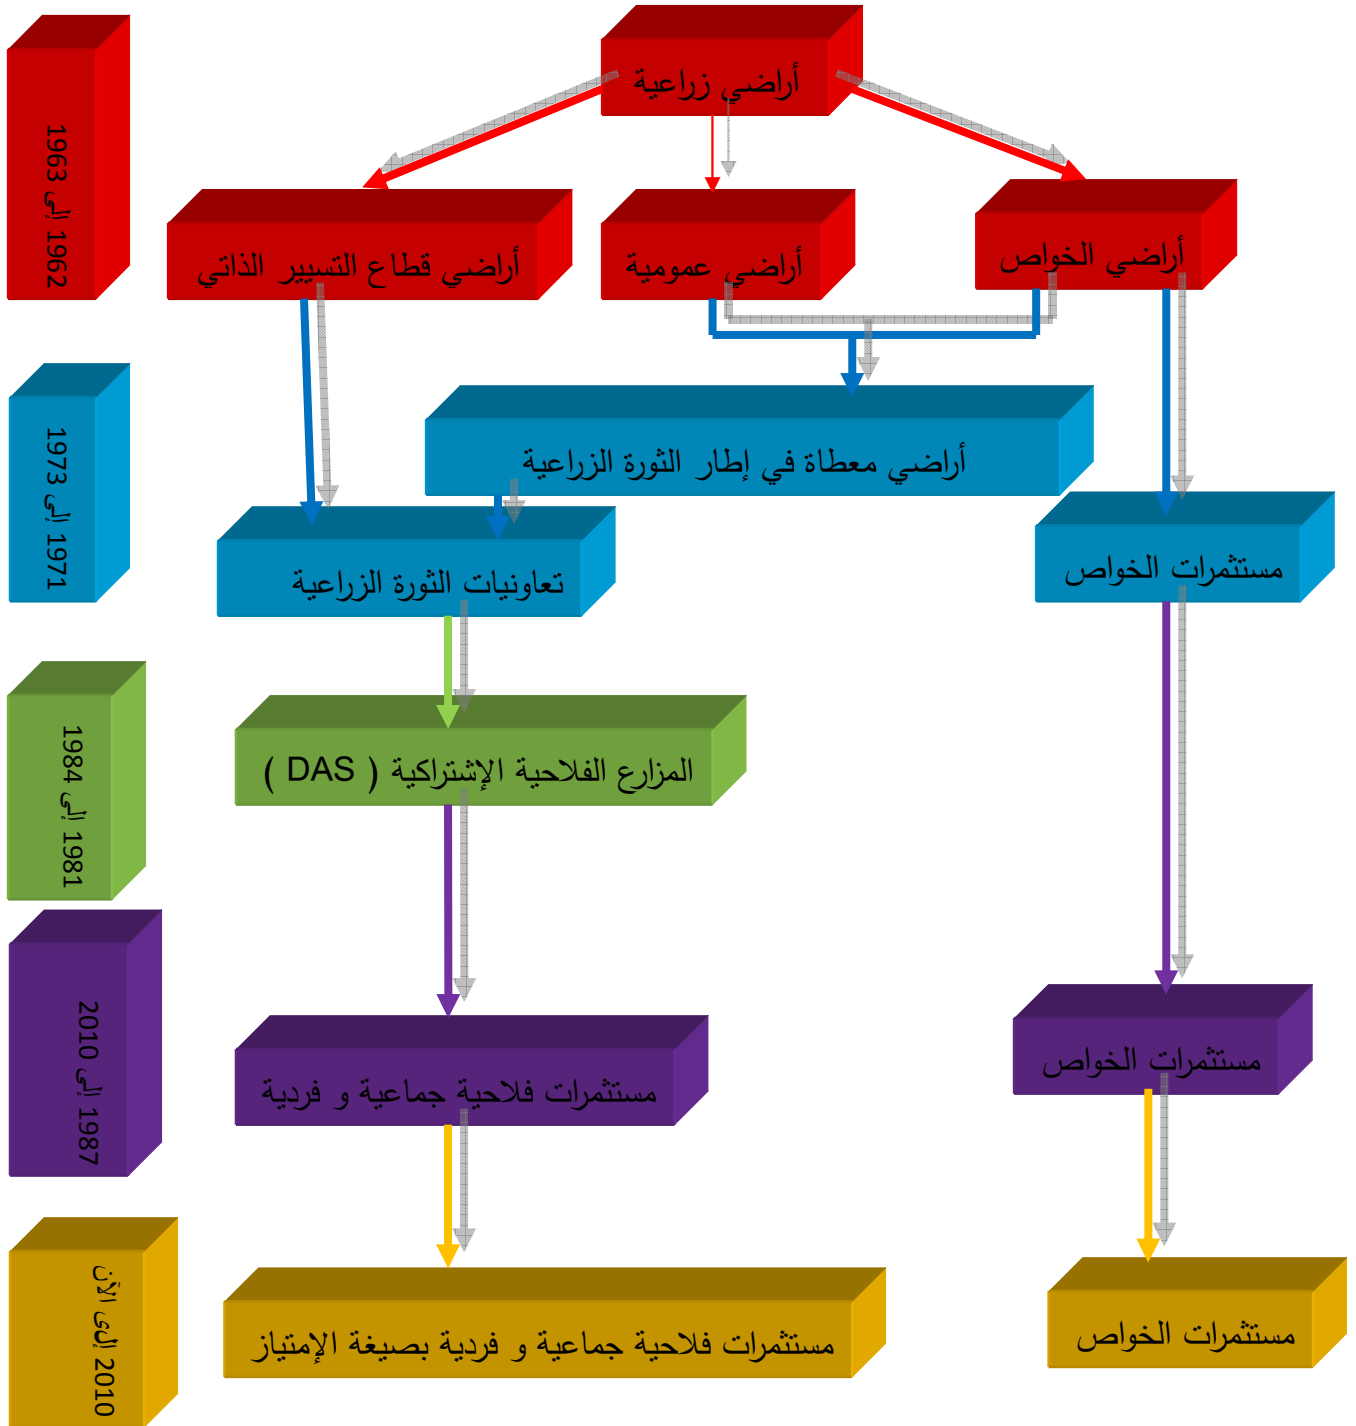 أراضي زراعية
1962 إلى 1963
أراضي الخواص
أراضي عمومية
أراضي قطاع التسيير الذاتي
1971 إلى 1973
أراضي معطاة في إطار الثورة الزراعية
مستثمرات الخواص
تعاونيات الثورة الزراعية
1981 إلى 1984
المزارع الفلاحية الإشتراكية ( DAS )
1987 إلى 2010
مستثمرات الخواص
مستثمرات فلاحية جماعية و فردية
2010 إلى الآن
مستثمرات الخواص
مستثمرات فلاحية جماعية و فردية بصيغة الإمتياز